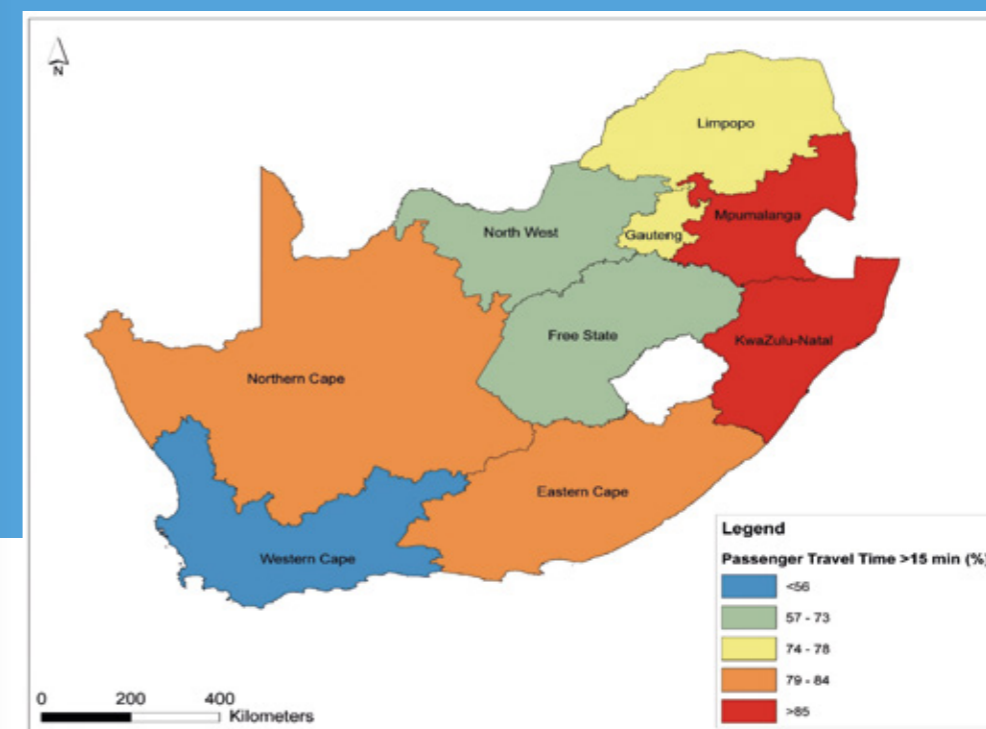 N
Limpopo
Mpumalanga
North West
Gauteng
Free State
KwaZulu-Natal
Northern Cape
Eastern Cape
Western Cape
Legend
Passenger Travel Time >15 min (%)
<56
57 - 73
74 - 78
79 - 84
>85
0 200 400
Kilometers